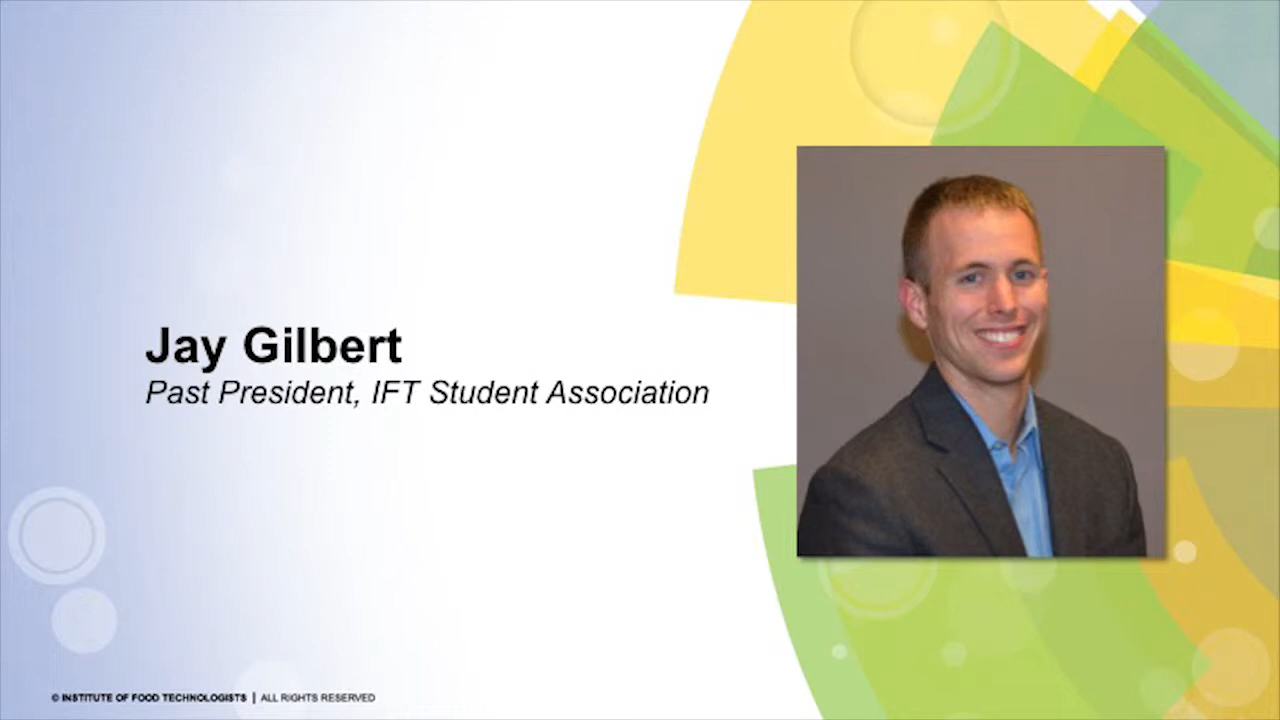 Jay Gilbert
Past President, IFT Student Association
© INSTITUTE OF FOOD TECHNOLOGISTS | ALL RIGHTS RESERVED